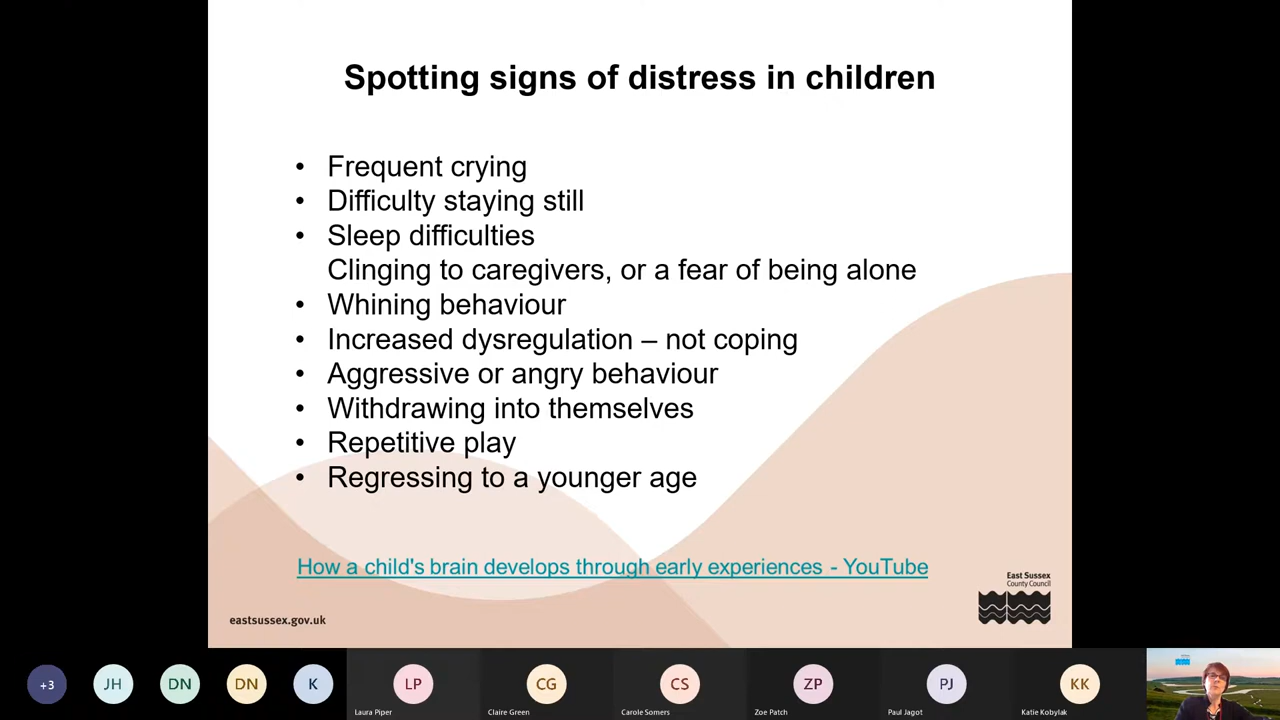 Spotting signs of distress in children
• Frequent crying
• Difficulty staying still
• Sleep difficulties
Clinging to caregivers, or a fear of being alone
• Whining behaviour
• Increased dysregulation – not coping
• Aggressive or angry behaviour
• Withdrawing into themselves
• Repetitive play
• Regressing to a younger age
How a child's brain develops through early experiences - YouTube
East Sussex
County Council
eastsussex.gov.uk
+3
JH
DN
DN
K
LP
CG
CS
ZP
PJ
KK
Laura Piper
Claire Green
Carole Somers
Zoe Patch
Paul Jagot
Katie Kobylak